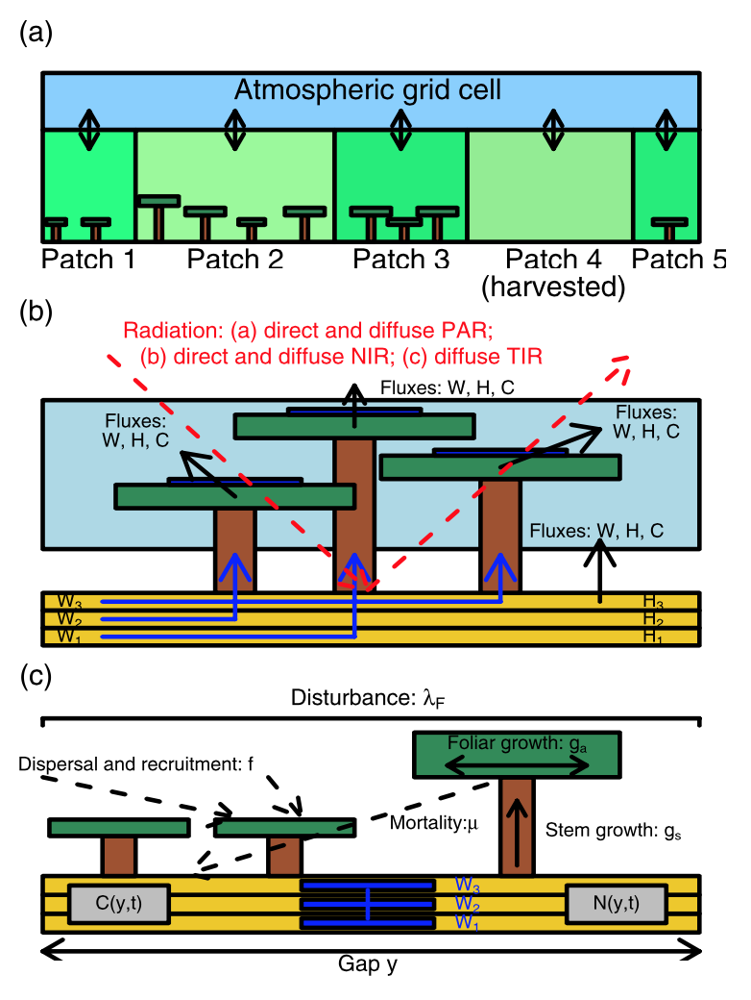 (a)
Atmospheric grid cell
Patch 1 Patch 2 Patch 3 Patch 4 Patch 5
(harvested)
(b)
Radiation: (a) direct and diffuse PAR;
(b) direct and diffuse NIR; (c) diffuse TIR
Fluxes: W, H, C
Fluxes:
W, H, C
Fluxes:
W, H, C
Fluxes: W, H, C
W₃ H₃
W₂ H₂
W₁ H₁
(c)
Disturbance: λF
Foliar growth: gₐ
Dispersal and recruitment: f
Mortality:μ
Stem growth: gₛ
W₃
C(y,t) W₂ N(y,t)
W₁
Gap y